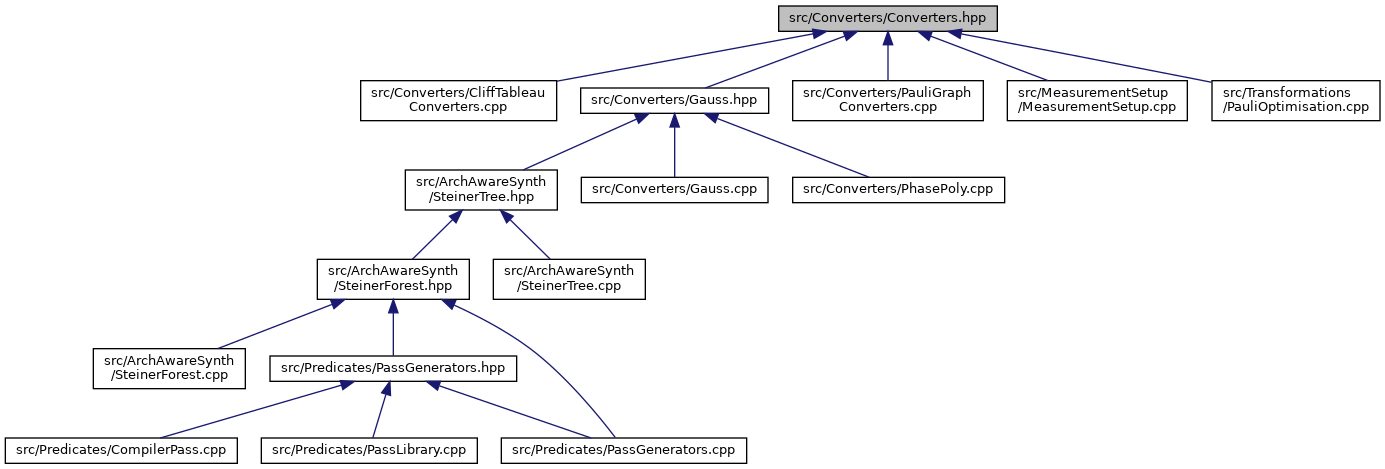 src/Converters/Converters.hpp
src/Converters/CliffTableau
Converters.cpp
src/Converters/Gauss.hpp
src/Converters/PauliGraph
Converters.cpp
src/MeasurementSetup
/MeasurementSetup.cpp
src/Transformations
/PauliOptimisation.cpp
src/ArchAwareSynth
/SteinerTree.hpp
src/Converters/Gauss.cpp
src/Converters/PhasePoly.cpp
src/ArchAwareSynth
/SteinerForest.hpp
src/ArchAwareSynth
/SteinerTree.cpp
src/ArchAwareSynth
/SteinerForest.cpp
src/Predicates/PassGenerators.hpp
src/Predicates/CompilerPass.cpp
src/Predicates/PassLibrary.cpp
src/Predicates/PassGenerators.cpp